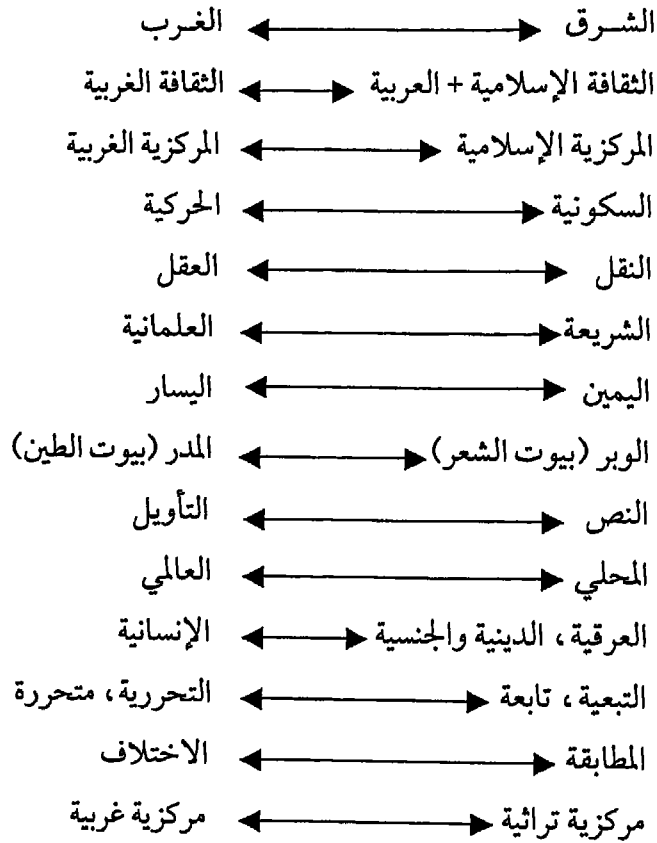 الشرق ⟷ الغرب
الثقافة الإسلامية + العربية ⟷ الثقافة الغربية
المركزية الإسلامية ⟷ المركزية الغربية
السكونية ⟷ الحركية
النقل ⟷ العقل
الشريعة ⟷ العلمانية
اليمين ⟷ اليسار
الوبر (بيوت الشعر) ⟷ المدر (بيوت الطين)
النص ⟷ التأويل
المحلي ⟷ العالمي
العرقية، الدينية والجنسية ⟷ الإنسانية
التبعية، تابعة ⟷ التحررية، متحررة
المطابقة ⟷ الاختلاف
مركزية تراثية ⟷ مركزية غربية